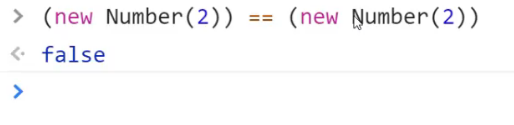 > (new Number(2)) == (new Number(2))
< false
>